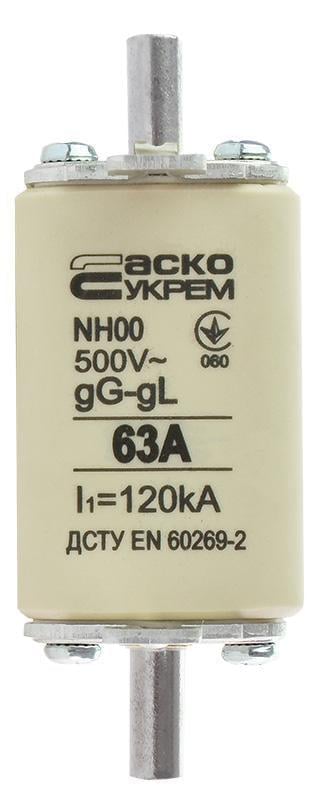 аско
УКРЕМ
NH00
500V~
060
gG-gL
63A
I₁=120kA
ДСТУ EN 60269-2